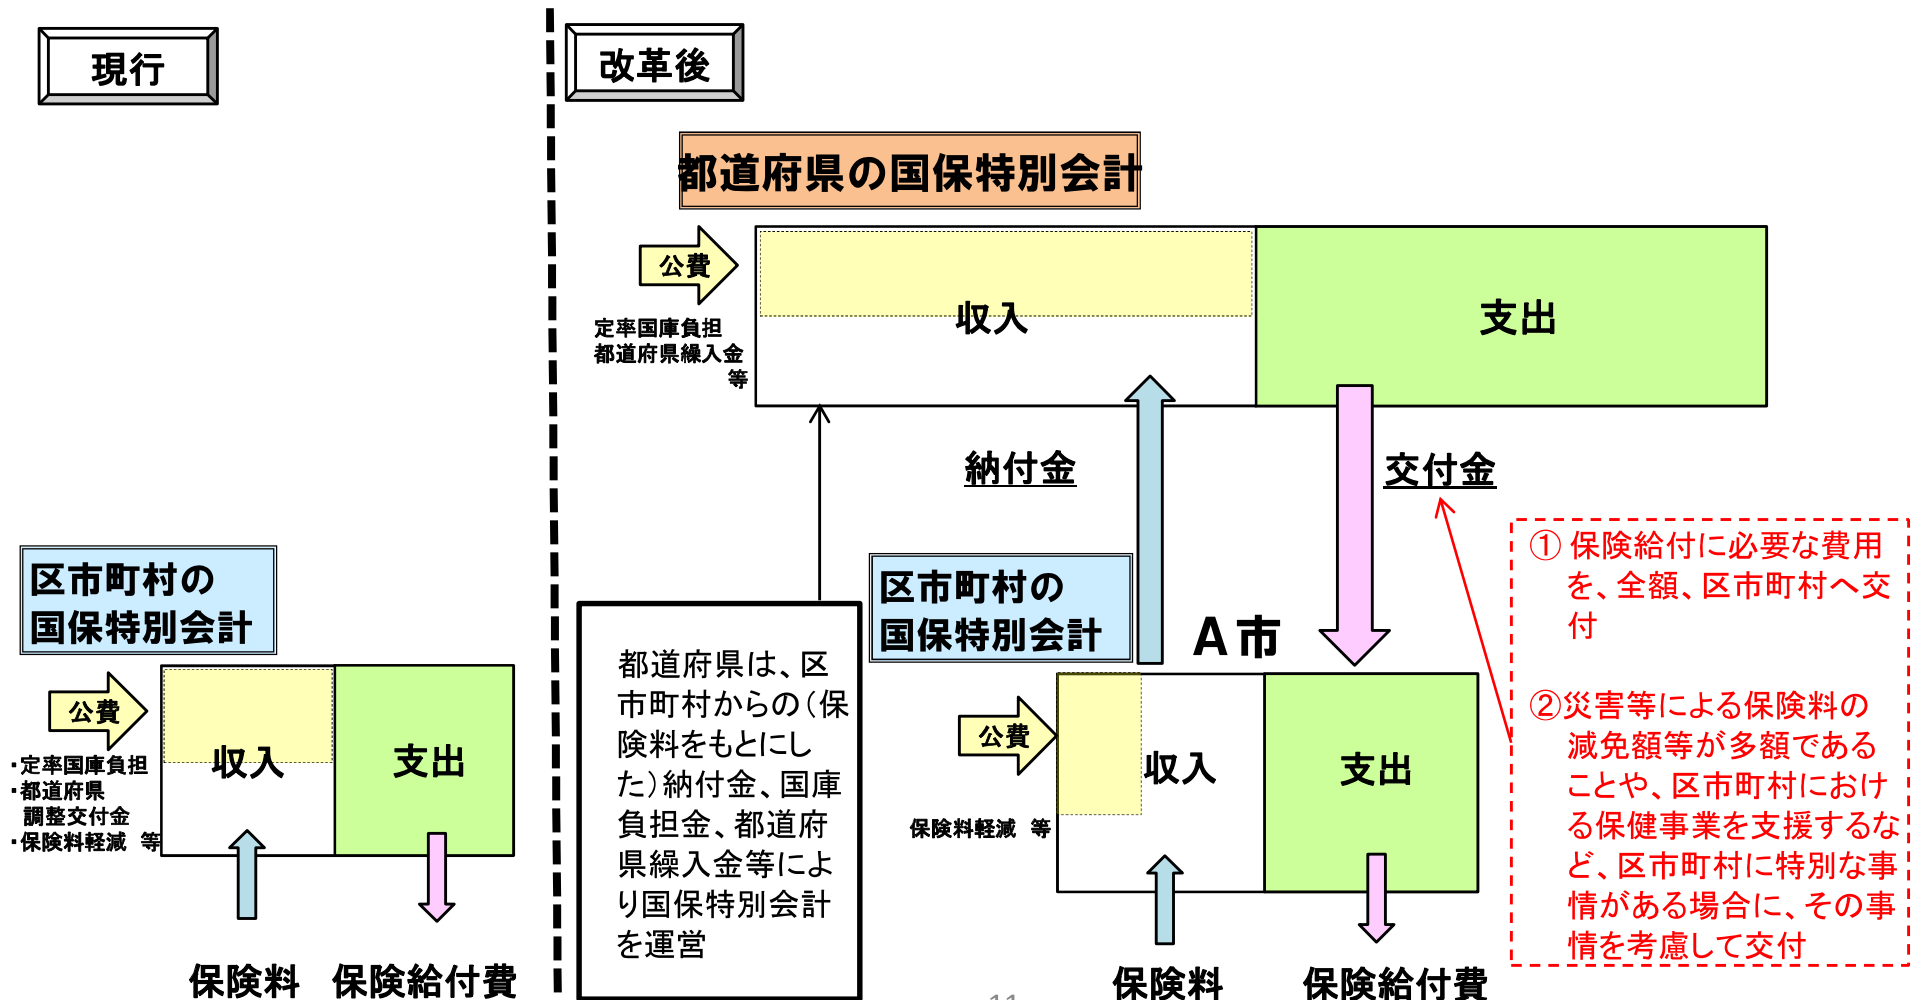 現行
区市町村の
国保特別会計
公費
・定率国庫負担
・都道府県
調整交付金
・保険料軽減 等
収入
支出
保険料
保険給付費
改革後
都道府県の国保特別会計
公費
定率国庫負担
都道府県繰入金
等
収入
支出
納付金
交付金
都道府県は、区
市町村からの(保
険料をもとにし
た)納付金、国庫
負担金、都道府
県繰入金等によ
り国保特別会計
を運営
区市町村の
国保特別会計
A市
公費
保険料軽減 等
収入
支出
保険料
保険給付費
① 保険給付に必要な費用
を、全額、区市町村へ交
付
②災害等による保険料の
減免額等が多額である
ことや、区市町村におけ
る保健事業を支援するな
ど、区市町村に特別な事
情がある場合に、その事
情を考慮して交付
11